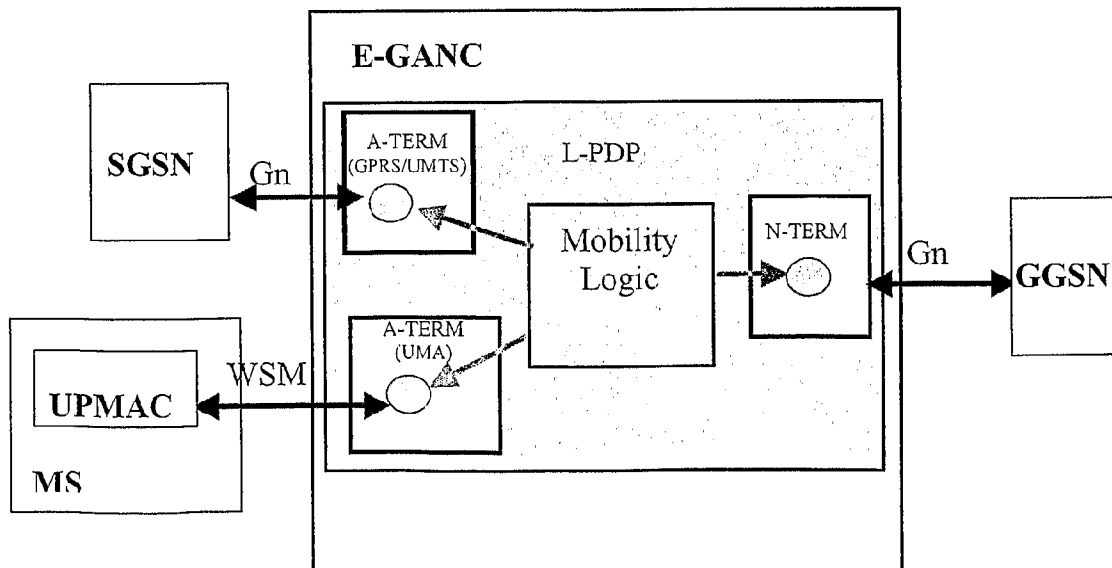 E-GANC
SGSN
Gn
A-TERM
(GPRS/UMTS)
L-PDP
Mobility
Logic
N-TERM
Gn
GGSN
A-TERM
(UMA)
WSM
UPMAC
MS